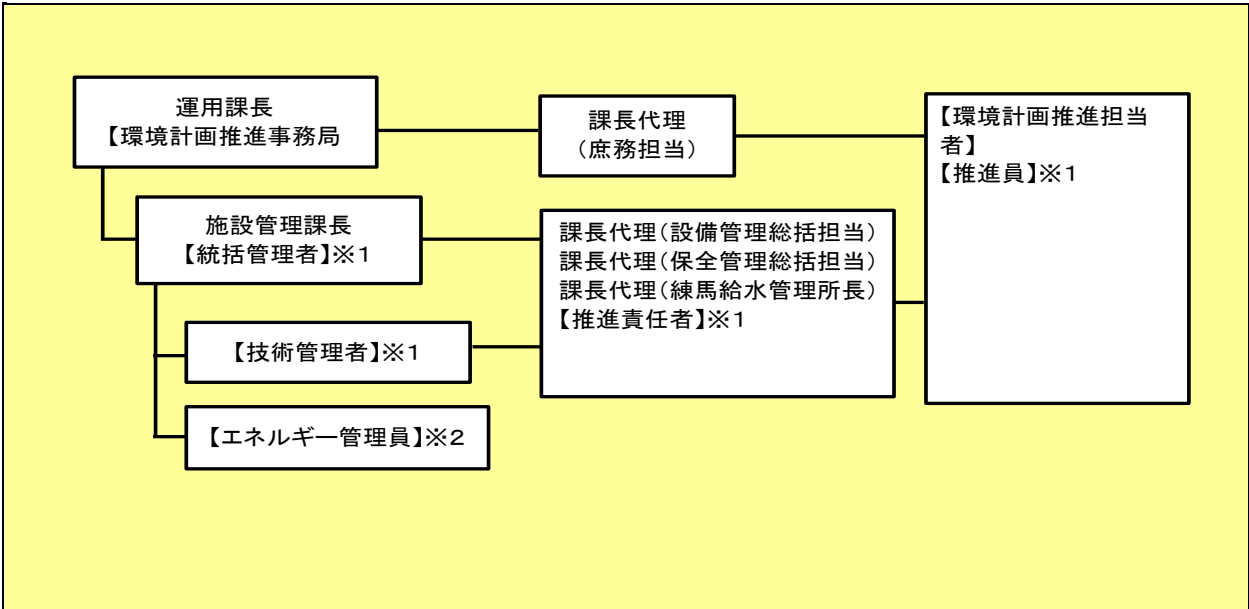 運用課長
【環境計画推進事務局
課長代理
（庶務担当）
【環境計画推進担当
者】
【推進員】※１
施設管理課長
【統括管理者】※１
課長代理（設備管理総括担当）
課長代理（保全管理総括担当）
課長代理（練馬給水管理所長）
【推進責任者】※１
【技術管理者】※１
【エネルギー管理員】※２